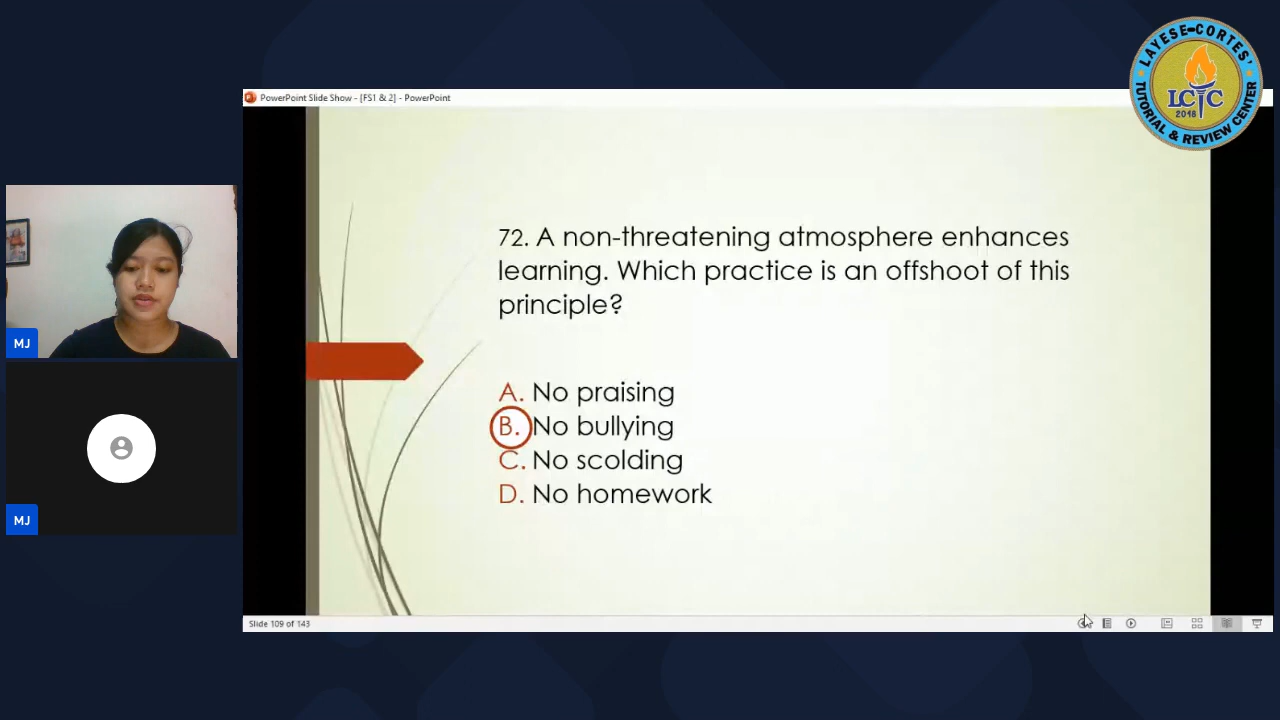 LAYESE-CORTES'
LCTC
2018
TUTORIAL & REVIEW CENTER
PowerPoint Slide Show - [FS1 & 2] - PowerPoint
72. A non-threatening atmosphere enhances
learning. Which practice is an offshoot of this
principle?
A. No praising
B. No bullying
C. No scolding
D. No homework
MJ
MJ
Slide 109 of 143